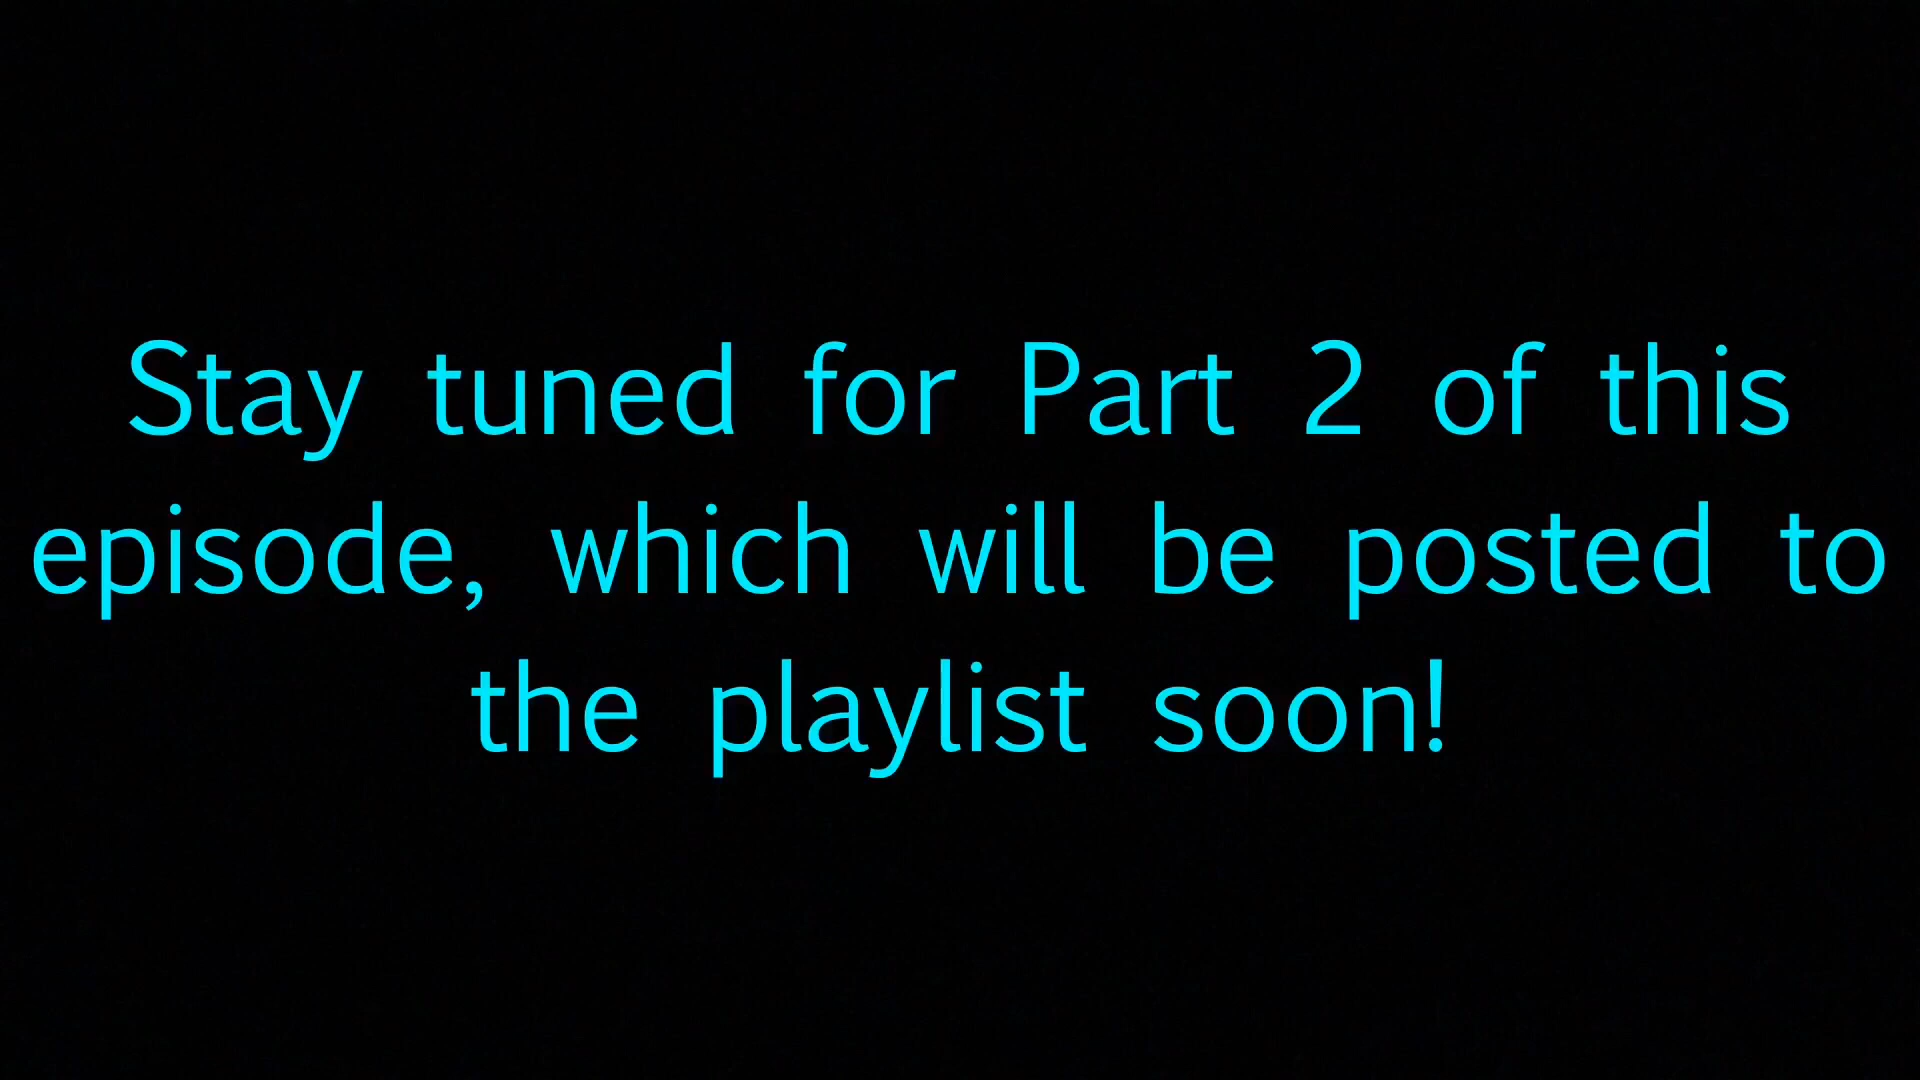 Stay tuned for Part 2 of this
episode, which will be posted to
the playlist soon!